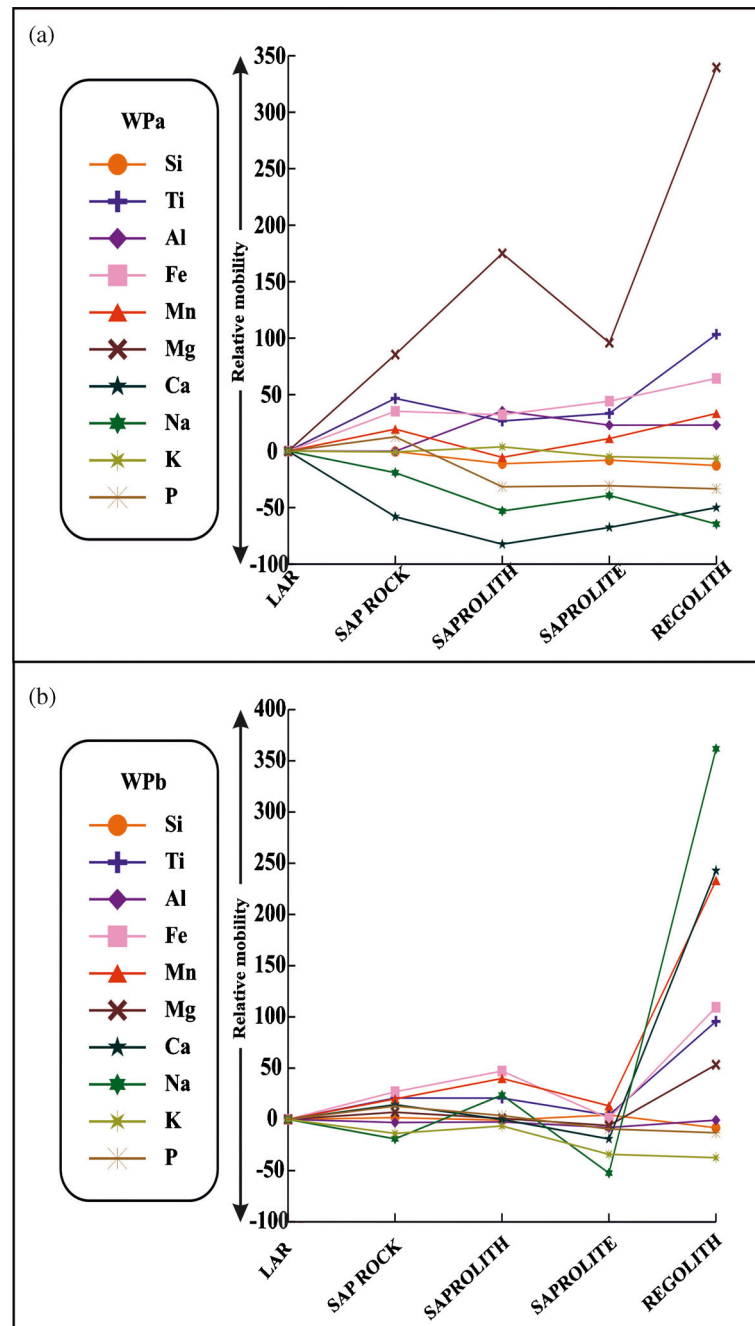 (a)
WPa
Si
Ti
Al
Fe
Mn
Mg
Ca
Na
K
P
Relative mobility
350
300
250
200
150
100
50
0
-50
-100
LAR
SAP ROCK
SAPROLITH
SAPROLITE
REGOLITH
(b)
WPb
Si
Ti
Al
Fe
Mn
Mg
Ca
Na
K
P
Relative mobility
400
350
300
250
200
150
100
50
0
-50
-100
LAR
SAP ROCK
SAPROLITH
SAPROLITE
REGOLITH